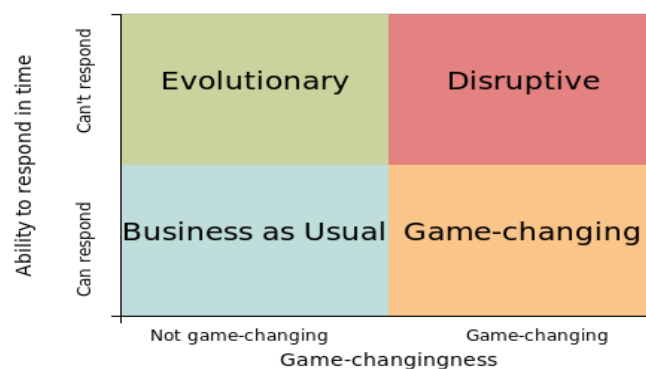 Ability to respond in time
Can't respond
Can respond
Evolutionary
Disruptive
Business as Usual
Game-changing
Not game-changing
Game-changing
Game-changingness